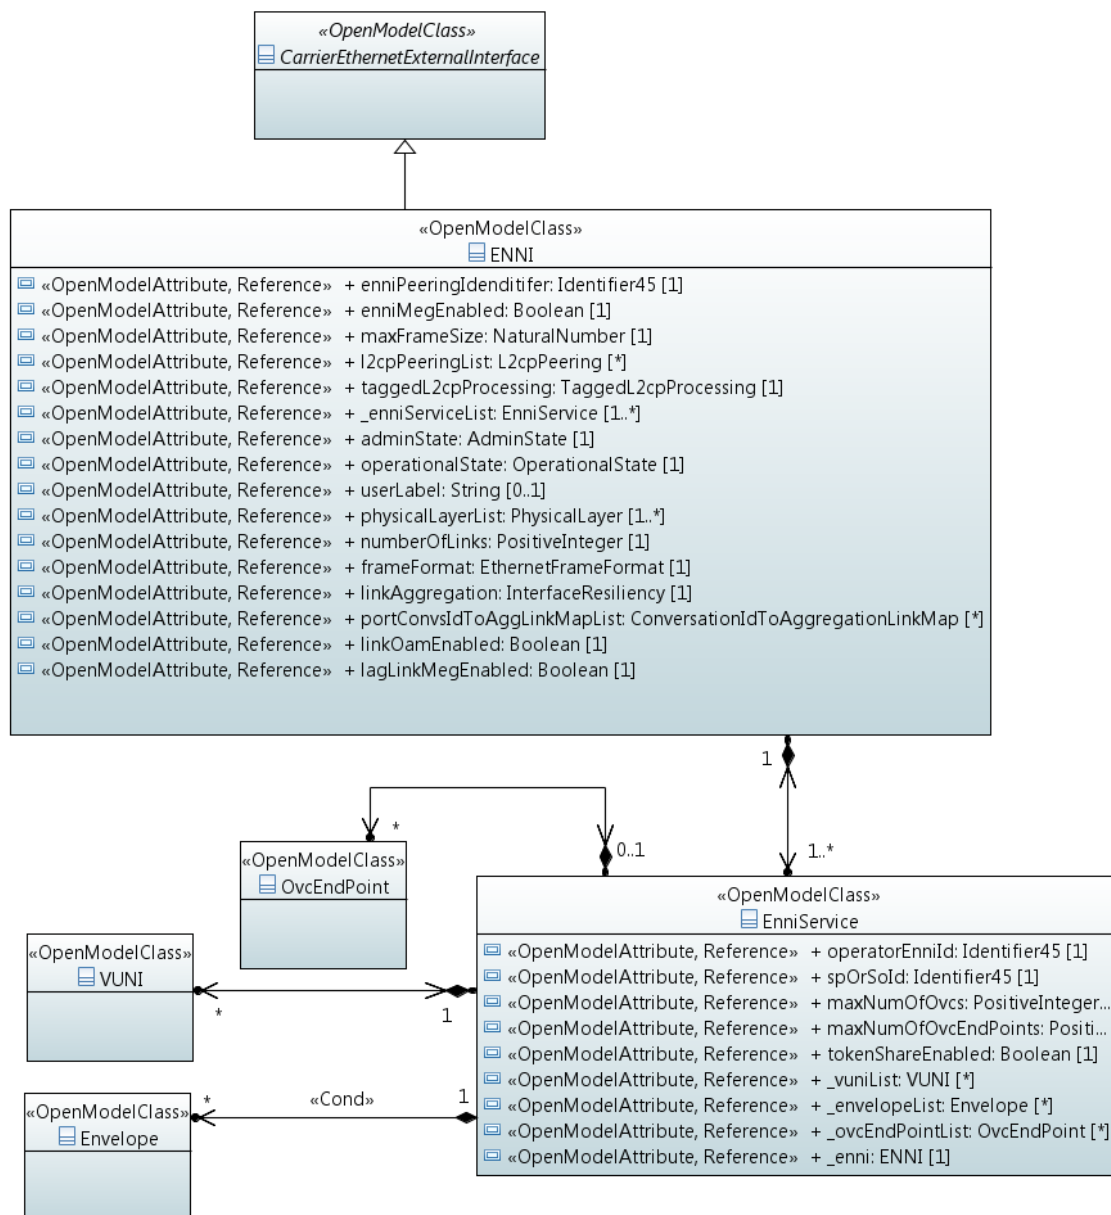 «OpenModelClass»
CarrierEthernetExternalInterface
«OpenModelClass»
ENNI
«OpenModelAttribute, Reference» + enniPeeringIdenditifer: Identifier45 [1]
«OpenModelAttribute, Reference» + enniMegEnabled: Boolean [1]
«OpenModelAttribute, Reference» + maxFrameSize: NaturalNumber [1]
«OpenModelAttribute, Reference» + l2cpPeeringList: L2cpPeering [*]
«OpenModelAttribute, Reference» + taggedL2cpProcessing: TaggedL2cpProcessing [1]
«OpenModelAttribute, Reference» + _enniServiceList: EnniService [1..*]
«OpenModelAttribute, Reference» + adminState: AdminState [1]
«OpenModelAttribute, Reference» + operationalState: OperationalState [1]
«OpenModelAttribute, Reference» + userLabel: String [0..1]
«OpenModelAttribute, Reference» + physicalLayerList: PhysicalLayer [1..*]
«OpenModelAttribute, Reference» + numberOfLinks: PositiveInteger [1]
«OpenModelAttribute, Reference» + frameFormat: EthernetFrameFormat [1]
«OpenModelAttribute, Reference» + linkAggregation: InterfaceResiliency [1]
«OpenModelAttribute, Reference» + portConvsIdToAggLinkMapList: ConversationIdToAggregationLinkMap [*]
«OpenModelAttribute, Reference» + linkOamEnabled: Boolean [1]
«OpenModelAttribute, Reference» + lagLinkMegEnabled: Boolean [1]
1
* 0..1 1..*
«OpenModelClass»
OvcEndPoint
«OpenModelClass»
EnniService
«OpenModelAttribute, Reference» + operatorEnniId: Identifier45 [1]
«OpenModelAttribute, Reference» + spOrSoId: Identifier45 [1]
«OpenModelAttribute, Reference» + maxNumOfOvcs: PositiveInteger...
«OpenModelAttribute, Reference» + maxNumOfOvcEndPoints: Positi...
«OpenModelAttribute, Reference» + tokenShareEnabled: Boolean [1]
«OpenModelAttribute, Reference» + _vuniList: VUNI [*]
«OpenModelAttribute, Reference» + _envelopeList: Envelope [*]
«OpenModelAttribute, Reference» + _ovcEndPointList: OvcEndPoint [*]
«OpenModelAttribute, Reference» + _enni: ENNI [1]
«OpenModelClass»
VUNI
* 1
* «Cond» 1
«OpenModelClass»
Envelope